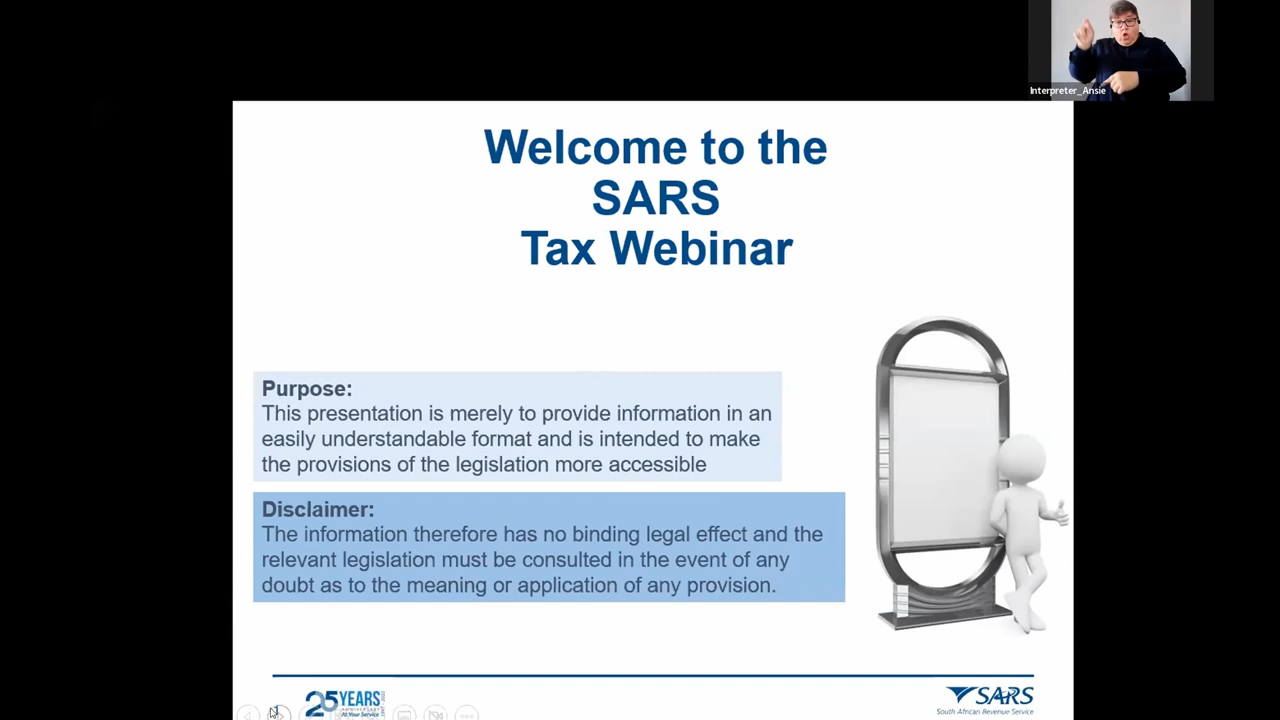 Interpreter_Ansie
Welcome to the
SARS
Tax Webinar
Purpose:
This presentation is merely to provide information in an
easily understandable format and is intended to make
the provisions of the legislation more accessible
Disclaimer:
The information therefore has no binding legal effect and the
relevant legislation must be consulted in the event of any
doubt as to the meaning or application of any provision.
25 YEARS
At Your Service
SARS
South African Revenue Service